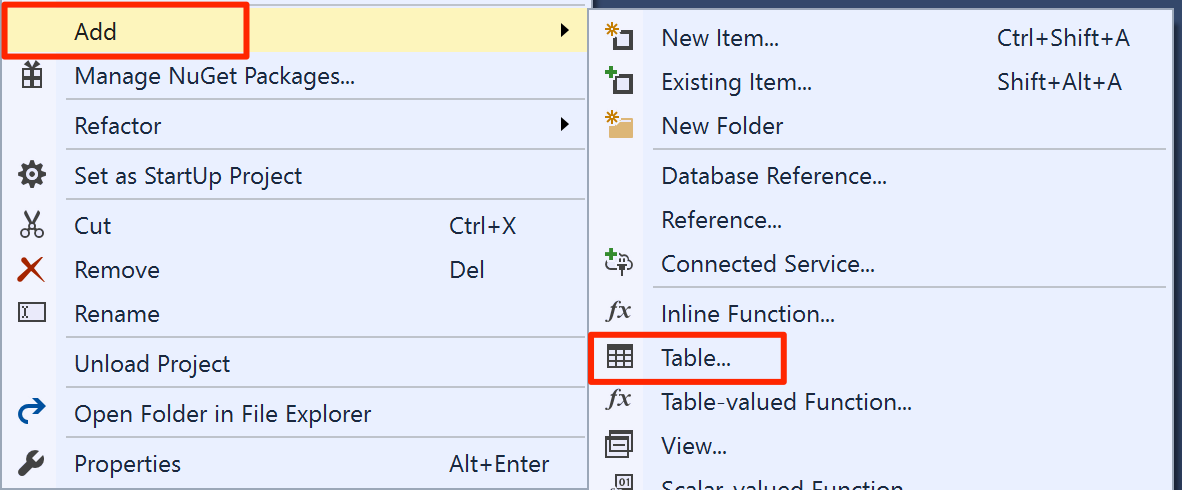 Add
Manage NuGet Packages...
Refactor
Set as StartUp Project
Cut Ctrl+X
Remove Del
Rename
Unload Project
Open Folder in File Explorer
Properties Alt+Enter
New Item... Ctrl+Shift+A
Existing Item... Shift+Alt+A
New Folder
Database Reference...
Reference...
Connected Service...
fx Inline Function...
Table...
fx Table-valued Function...
View...
01 Scalar-valued Function